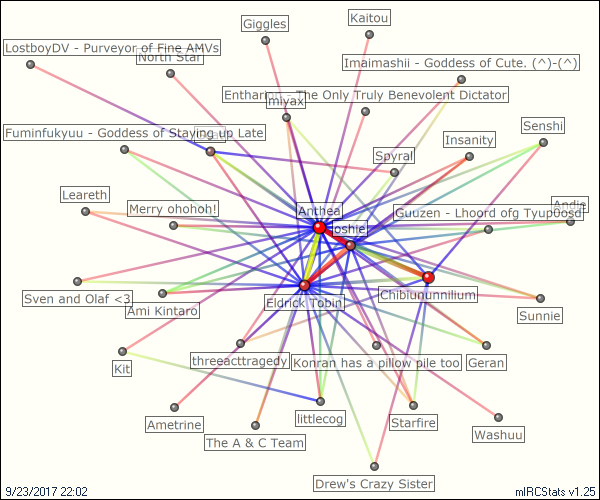 Giggles
Kaitou
LostboyDV - Purveyor of Fine AMVs
North Star
Imaimashii - Goddess of Cute. (^)-(^)
Entharion - The Only Truly Benevolent Dictator
miyax
Senshi
Fuminfukyuu - Goddess of Staying up Late
Insanity
Spyral
Leareth
Merry ohohoh!
Anthea
Guuzen - Lhoord ofg Tyup0osd
Andie
Sven and Olaf <3
Ami Kintaro
Eldrick Tobin
Chibiununnilium
Sunnie
Kit
threeacttragedy
Konran has a pillow pile too
Geran
Ametrine
littlecog
Starfire
Washuu
The A & C Team
Drew's Crazy Sister
9/23/2017 22:02
mIRCStats v1.25